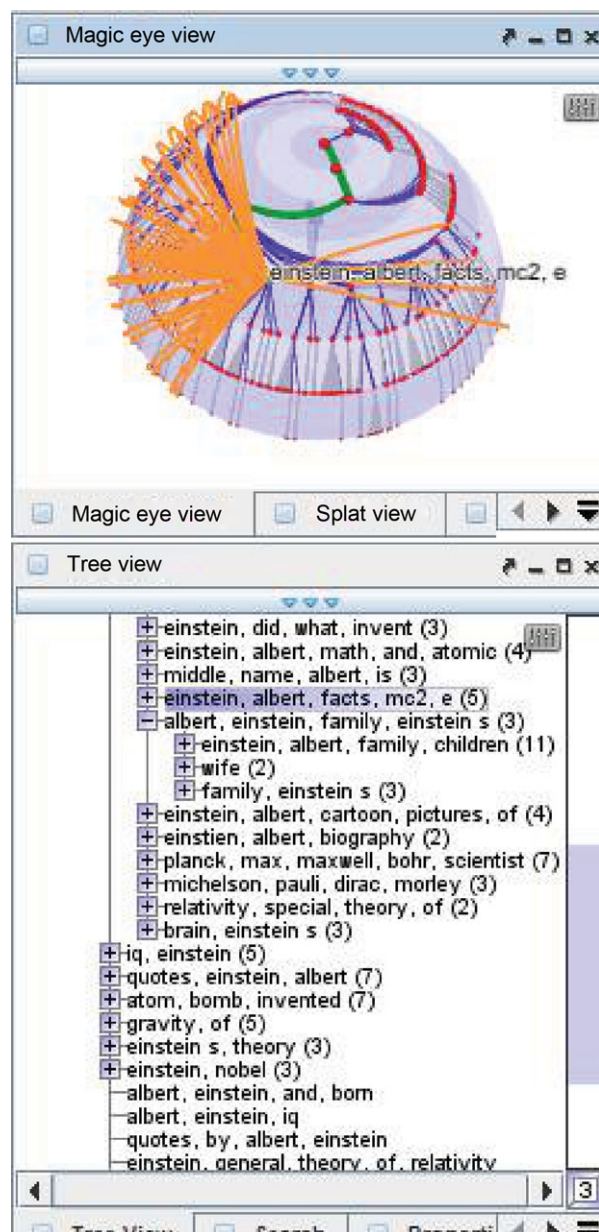 Magic eye view
einstein, albert, facts, mc2, e
Magic eye view
Splat view
Tree view
einstein, did, what, invent (3)
einstein, albert, math, and, atomic (4)
middle, name, albert, is (3)
einstein, albert, facts, mc2, e (5)
albert, einstein, family, einstein s (3)
einstein, albert, family, children (11)
wife (2)
family, einstein s (3)
einstein, albert, cartoon, pictures, of (4)
einstien, albert, biography (2)
planck, max, maxwell, bohr, scientist (7)
michelson, pauli, dirac, morley (3)
relativity, special, theory, of (2)
brain, einstein s (3)
iq, einstein (5)
quotes, einstein, albert (7)
atom, bomb, invented (7)
gravity, of (5)
einstein s, theory (3)
einstein, nobel (3)
albert, einstein, and, born
albert, einstein, iq
quotes, by, albert, einstein
einstein, general, theory, of, relativity
3
Tree View
Search
Properti